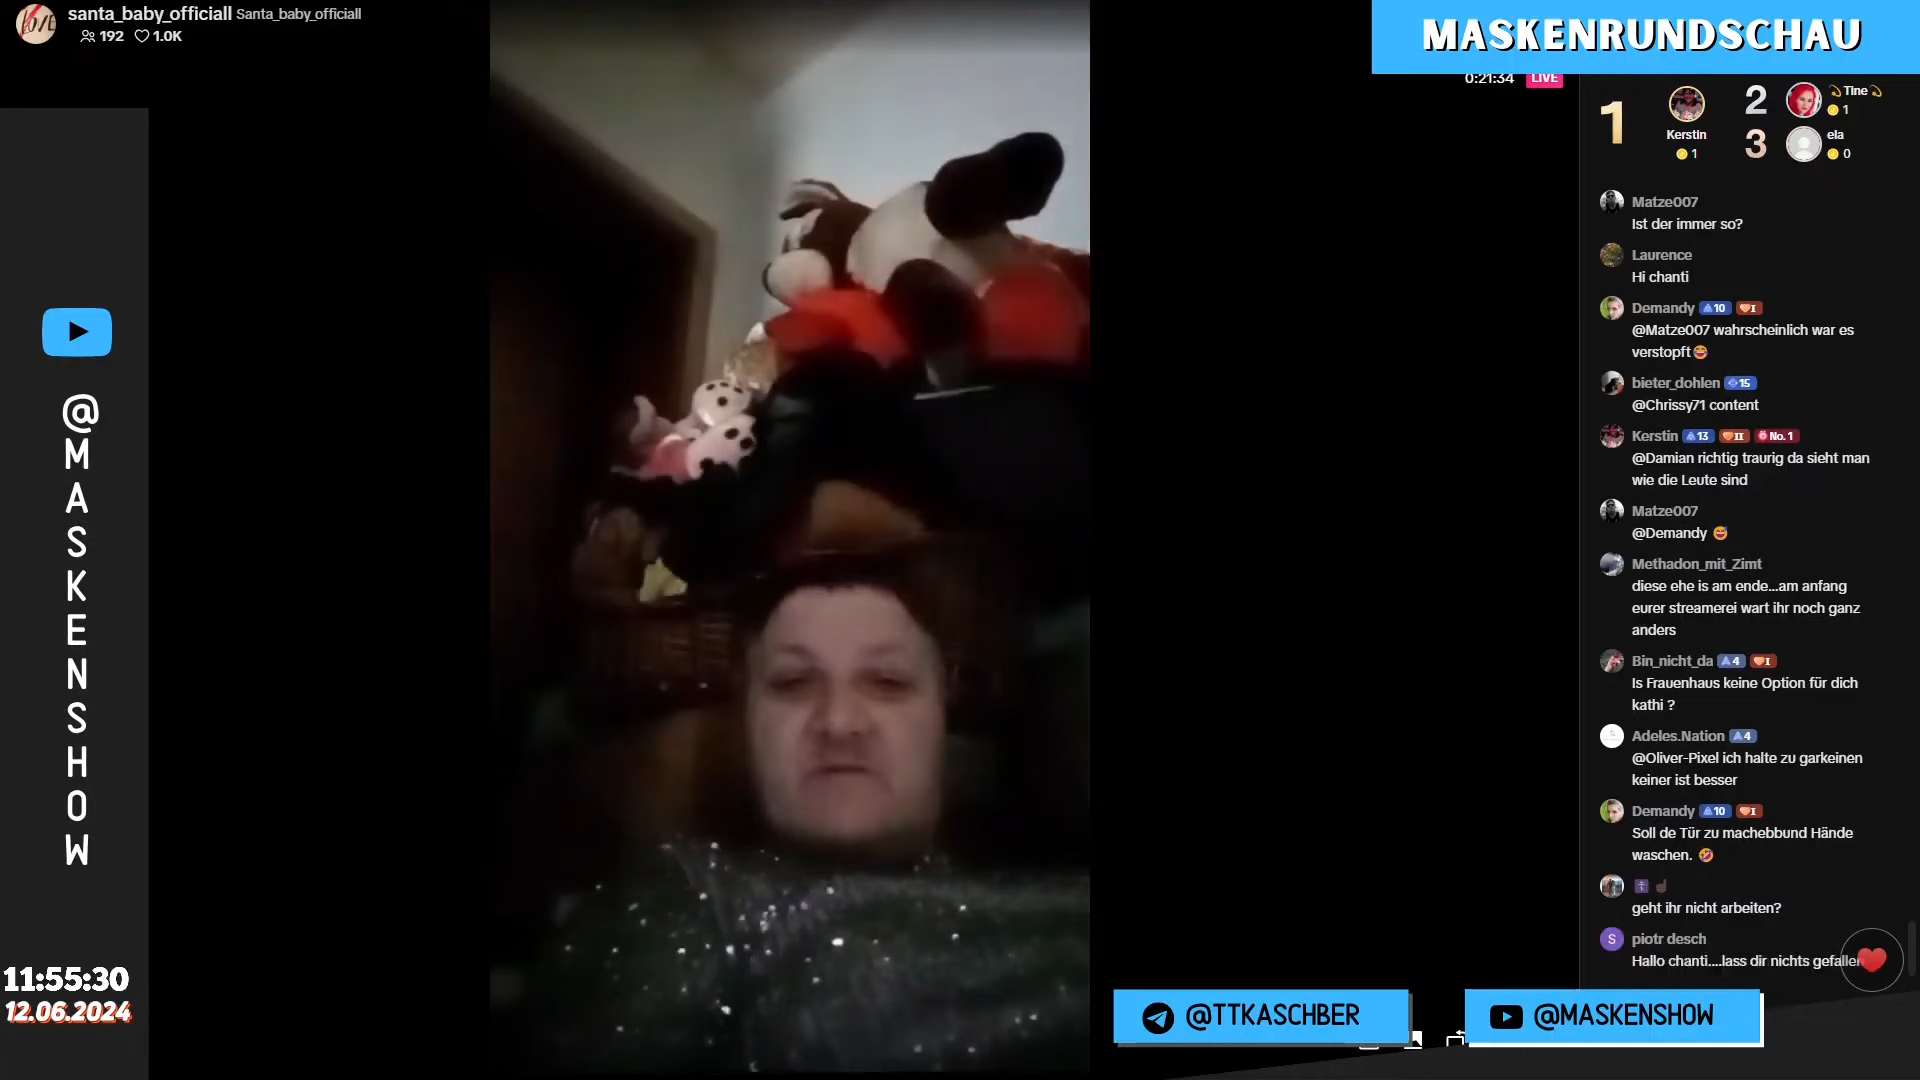 santa_baby_officiall Santa_baby_officiall
192 1.0K
MASKENRUNDSCHAU
0:21:34 LIVE
1
Kerstin
1
2
Tine
1
3
ela
0
Matze007
Ist der immer so?
Laurence
Hi chanti
Demandy 10 I
@Matze007 wahrscheinlich war es
verstopft😂
bieter_dohlen 15
@Chrissy71 content
Kerstin 13 II No. 1
@Damian richtig traurig da sieht man
wie die Leute sind
Matze007
@Demandy 😅
Methadon_mit_Zimt
diese ehe is am ende...am anfang
eurer streamerei wart ihr noch ganz
anders
Bin_nicht_da 4 I
Is Frauenhaus keine Option für dich
kathi ?
Adeles.Nation 4
@Oliver-Pixel ich halte zu garkeinen
keiner ist besser
Demandy 10 I
Soll de Tür zu machebbund Hände
waschen. 🤣
✝️ ☝🏿
geht ihr nicht arbeiten?
S piotr desch
Hallo chanti....lass dir nichts gefallen
@MASKENSHOW
11:55:30
12.06.2024
@TTKASCHBER
@MASKENSHOW